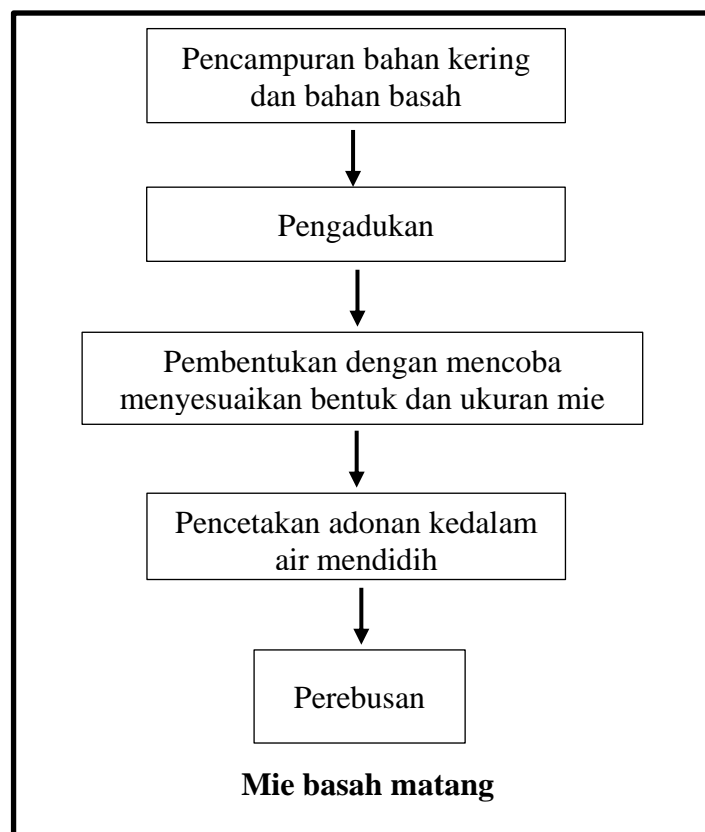 Pencampuran bahan kering
dan bahan basah
Pengadukan
Pembentukan dengan mencoba
menyesuaikan bentuk dan ukuran mie
Pencetakan adonan kedalam
air mendidih
Perebusan
Mie basah matang